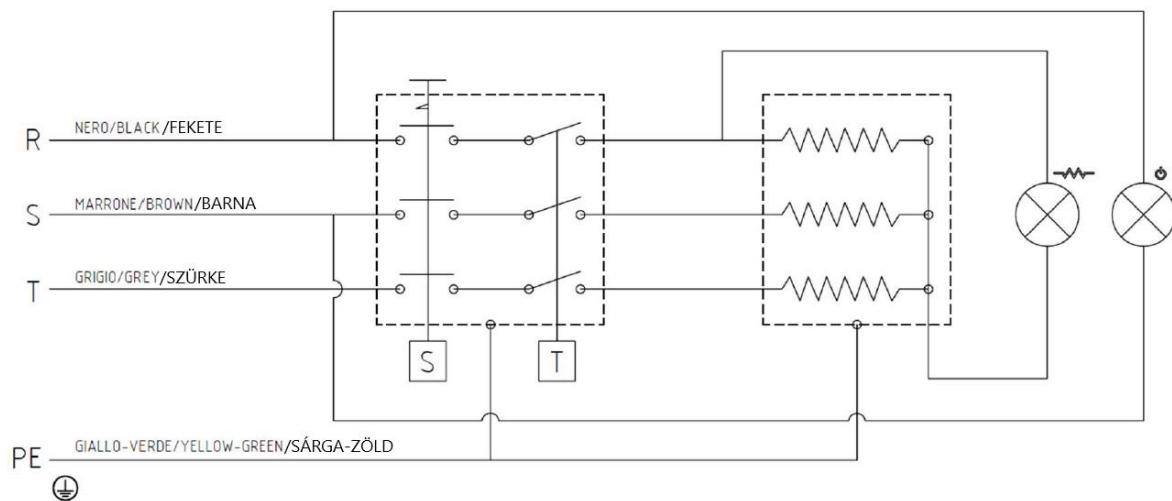 R NERO/BLACK/FEKETE
S MARRONE/BROWN/BARNA
T GRIGIO/GREY/SZÜRKE
S T
PE GIALLO-VERDE/YELLOW-GREEN/SÁRGA-ZÖLD